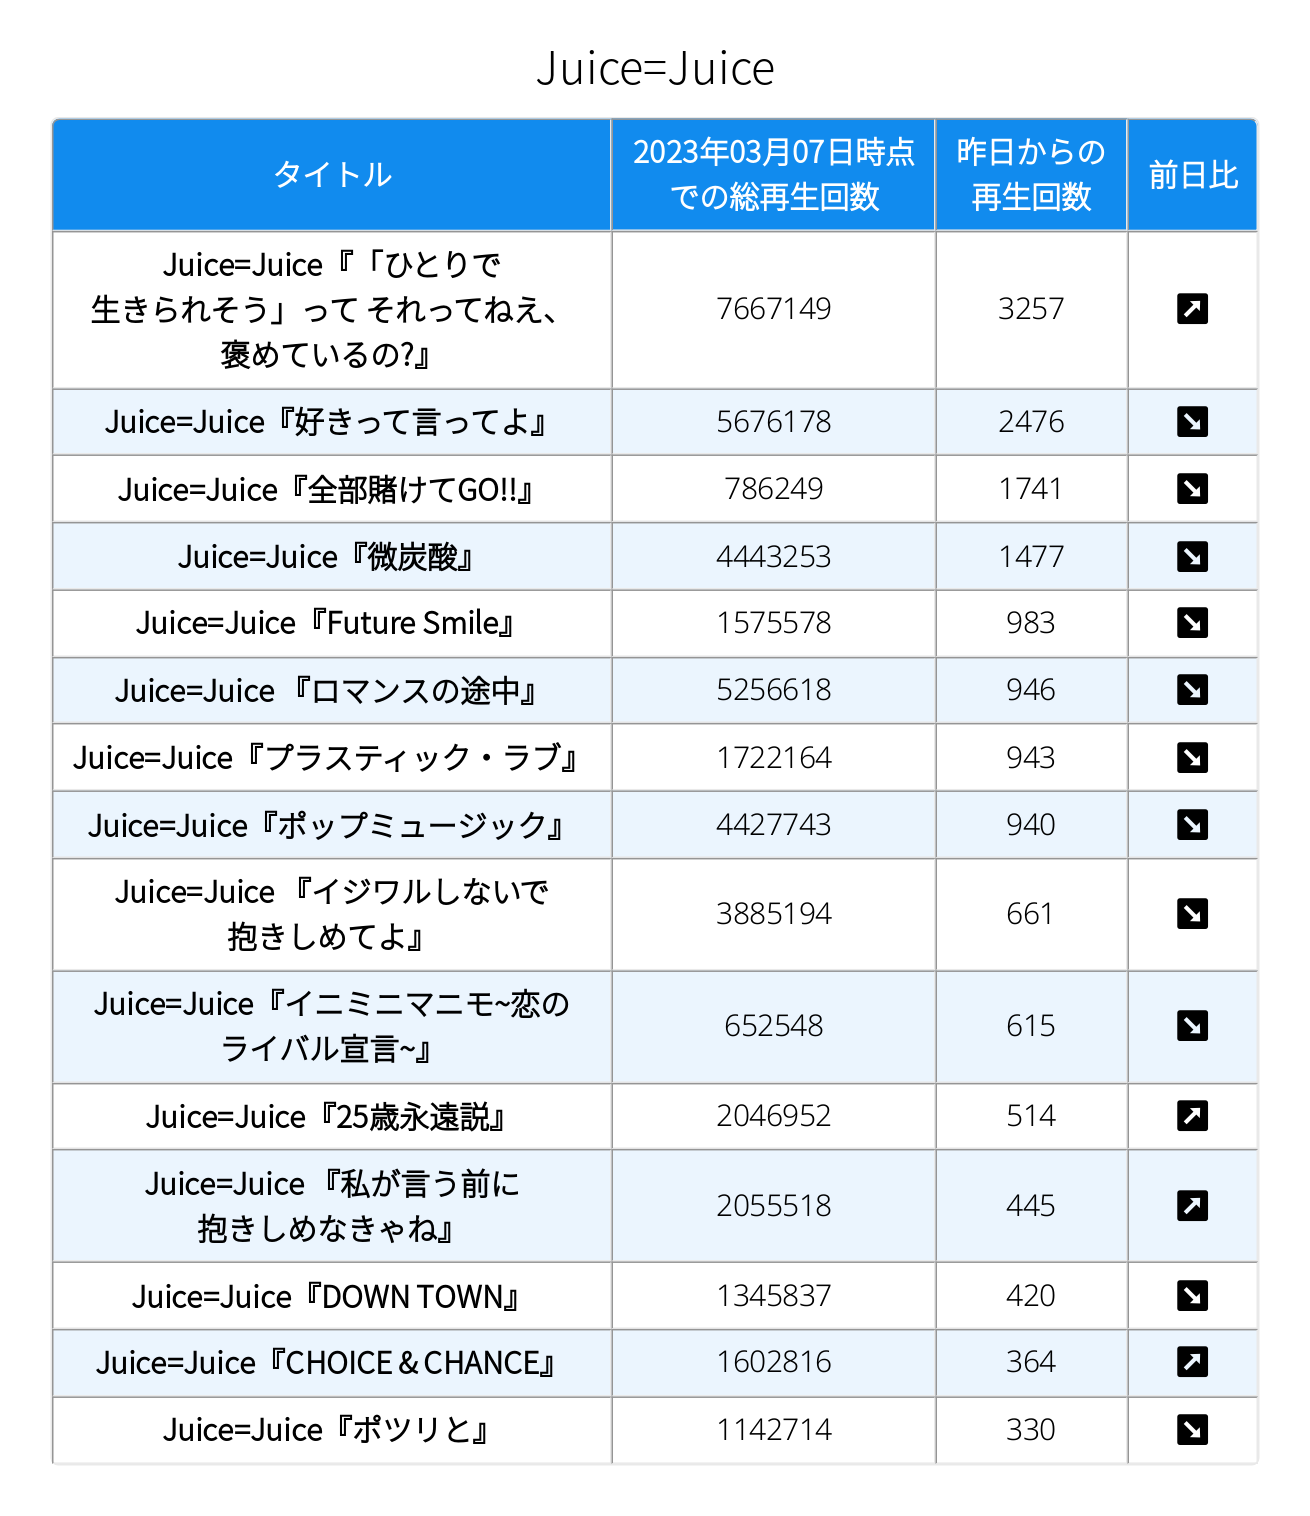 Juice=Juice
タイトル
2023年03月07日時点
での総再生回数
昨日からの
再生回数
前日比
Juice=Juice『「ひとりで
生きられそう」って それってねえ、
褒めているの?』
7667149
3257
Juice=Juice『好きって言ってよ』
5676178
2476
Juice=Juice『全部賭けてGO!!』
786249
1741
Juice=Juice『微炭酸』
4443253
1477
Juice=Juice『Future Smile』
1575578
983
Juice=Juice 『ロマンスの途中』
5256618
946
Juice=Juice『プラスティック・ラブ』
1722164
943
Juice=Juice『ポップミュージック』
4427743
940
Juice=Juice 『イジワルしないで
抱きしめてよ』
3885194
661
Juice=Juice『イニミニマニモ~恋の
ライバル宣言~』
652548
615
Juice=Juice『25歳永遠説』
2046952
514
Juice=Juice 『私が言う前に
抱きしめなきゃね』
2055518
445
Juice=Juice『DOWN TOWN』
1345837
420
Juice=Juice『CHOICE & CHANCE』
1602816
364
Juice=Juice『ポツリと』
1142714
330